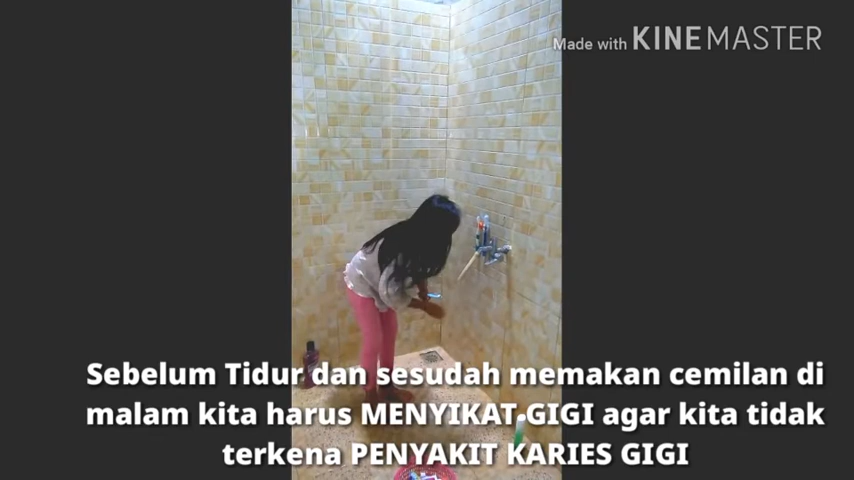 Made with KINEMASTER
Sebelum Tidur dan sesudah memakan cemilan di
malam kita harus MENYIKAT GIGI agar kita tidak
terkena PENYAKIT KARIES GIGI